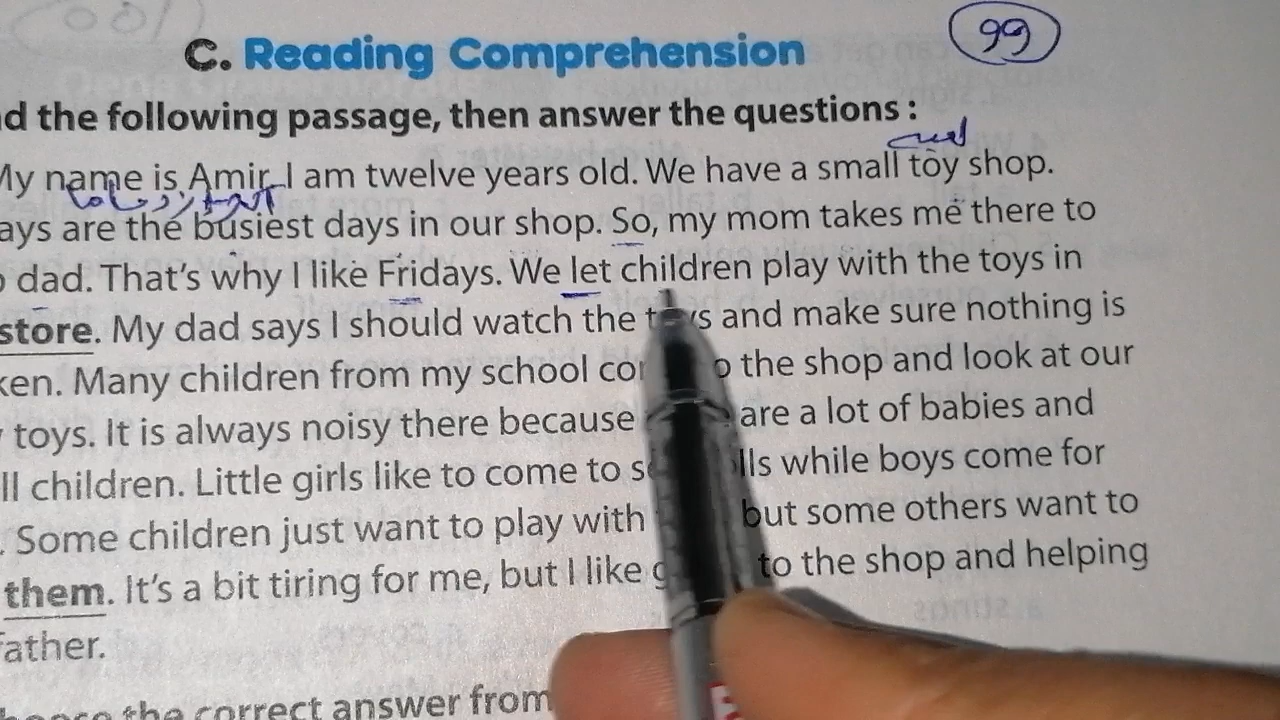 C. Reading Comprehension
99
the following passage, then answer the questions :
name is Amir. I am twelve years old. We have a small toy shop.
are the busiest days in our shop. So, my mom takes me there to
dad. That's why I like Fridays. We let children play with the toys in
store. My dad says I should watch the and make sure nothing is
Many children from my school the shop and look at our
toys. It is always noisy there because are a lot of babies and
children. Little girls like to come to while boys come for
Some children just want to play with but some others want to
them. It's a bit tiring for me, but I like to the shop and helping
the correct answer from